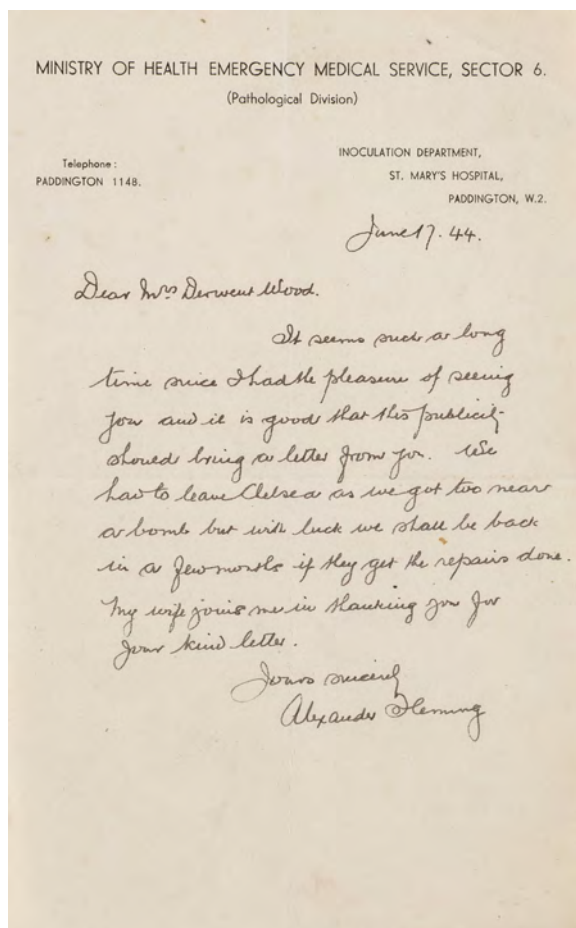 MINISTRY OF HEALTH EMERGENCY MEDICAL SERVICE, SECTOR 6.
(Pathological Division)
Telephone :
PADDINGTON 1148.
INOCULATION DEPARTMENT,
ST. MARY'S HOSPITAL,
PADDINGTON, W.2.
June 17. 44.
Dear Mrs Derwent Wood.
It seems such a long
time since I had the pleasure of seeing
you and it is good that this publicity
should bring a letter from you. We
had to leave Chelsea as we got too near
a bomb but with luck we shall be back
in a few months if they get the repairs done.
My wife joins me in thanking you for
your kind letter.
Yours sincerely
Alexander Fleming